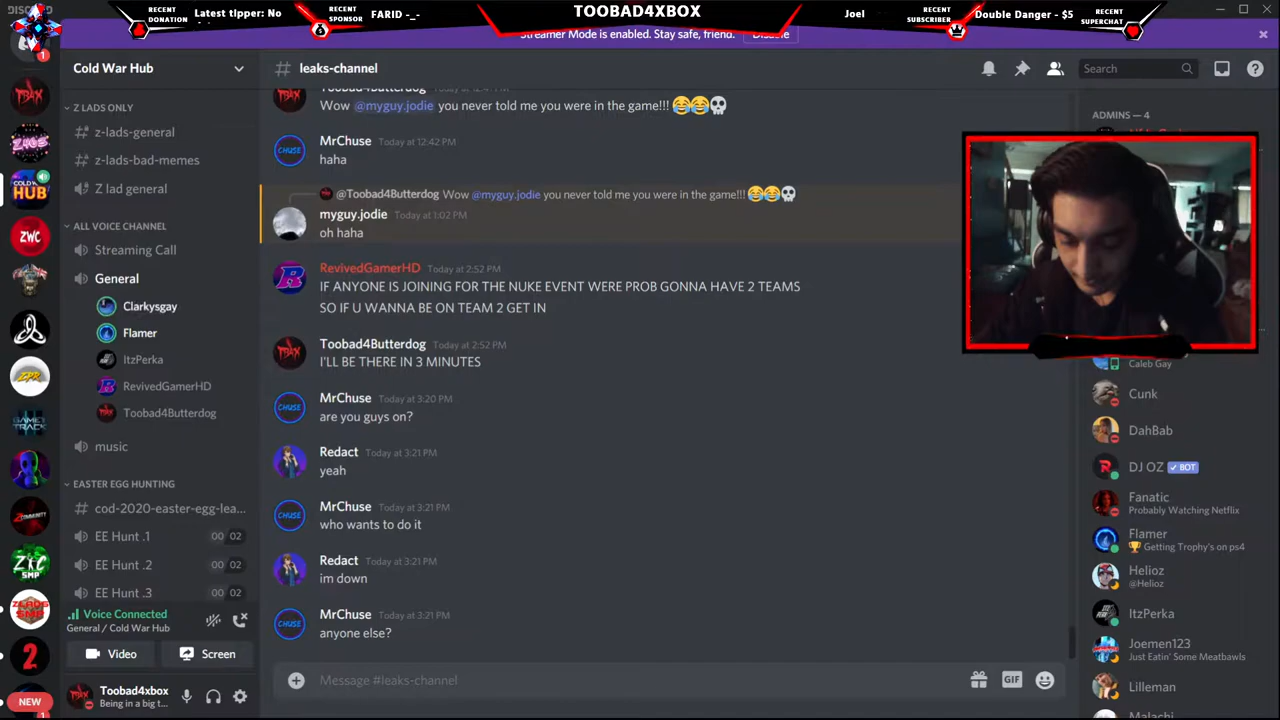 RECENT DONATION
Latest tipper: No
RECENT SPONSOR
FARID -_-
TOOBAD4XBOX
Joel
RECENT SUBSCRIBER
Double Danger - $5
RECENT SUPERCHAT
Streamer Mode is enabled. Stay safe, friend.
Disable
Cold War Hub
# leaks-channel
Search
Z LADS ONLY
z-lads-general
z-lads-bad-memes
Z lad general
ALL VOICE CHANNEL
Streaming Call
General
Clarkysgay
Flamer
ItzPerka
RevivedGamerHD
Toobad4Butterdog
music
EASTER EGG HUNTING
cod-2020-easter-egg-lea...
EE Hunt .1 00 02
EE Hunt .2 00 02
EE Hunt .3 00 02
Voice Connected
General / Cold War Hub
Video
Screen
Toobad4xbox
Being in a big t...
NEW
Toobad4Butterdog
Wow @myguy.jodie you never told me you were in the game!!! 😂😂💀
MrChuse Today at 12:42 PM
haha
@Toobad4Butterdog Wow @myguy.jodie you never told me you were in the game!!! 😂😂💀
myguy.jodie Today at 1:02 PM
oh haha
RevivedGamerHD Today at 2:52 PM
IF ANYONE IS JOINING FOR THE NUKE EVENT WERE PROB GONNA HAVE 2 TEAMS
SO IF U WANNA BE ON TEAM 2 GET IN
Toobad4Butterdog Today at 2:52 PM
I'LL BE THERE IN 3 MINUTES
MrChuse Today at 3:20 PM
are you guys on?
Redact Today at 3:21 PM
yeah
MrChuse Today at 3:21 PM
who wants to do it
Redact Today at 3:21 PM
im down
MrChuse Today at 3:21 PM
anyone else?
Message #leaks-channel
GIF
ADMINS — 4
Caleb Gay
Cunk
DahBab
DJ OZ ✓ BOT
Fanatic
Probably Watching Netflix
Flamer
🏆 Getting Trophy's on ps4
Helioz
@Helioz
ItzPerka
Joemen123
Just Eatin' Some Meatbawls
Lilleman
Malachi